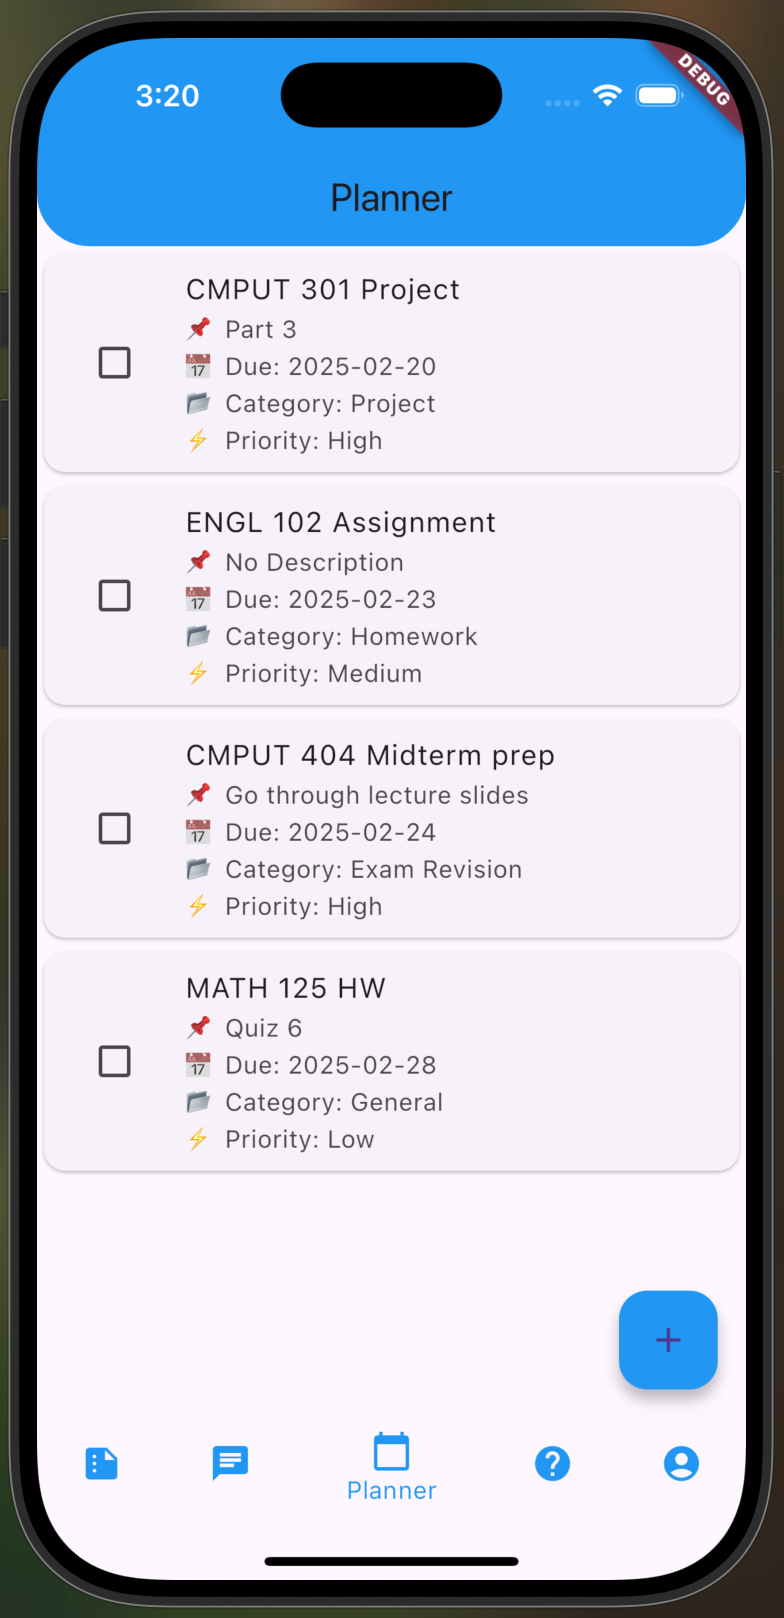 3:20
DEBUG
Planner
CMPUT 301 Project
📌 Part 3
📅 Due: 2025-02-20
📂 Category: Project
⚡ Priority: High
ENGL 102 Assignment
📌 No Description
📅 Due: 2025-02-23
📂 Category: Homework
⚡ Priority: Medium
CMPUT 404 Midterm prep
📌 Go through lecture slides
📅 Due: 2025-02-24
📂 Category: Exam Revision
⚡ Priority: High
MATH 125 HW
📌 Quiz 6
📅 Due: 2025-02-28
📂 Category: General
⚡ Priority: Low
+
Planner